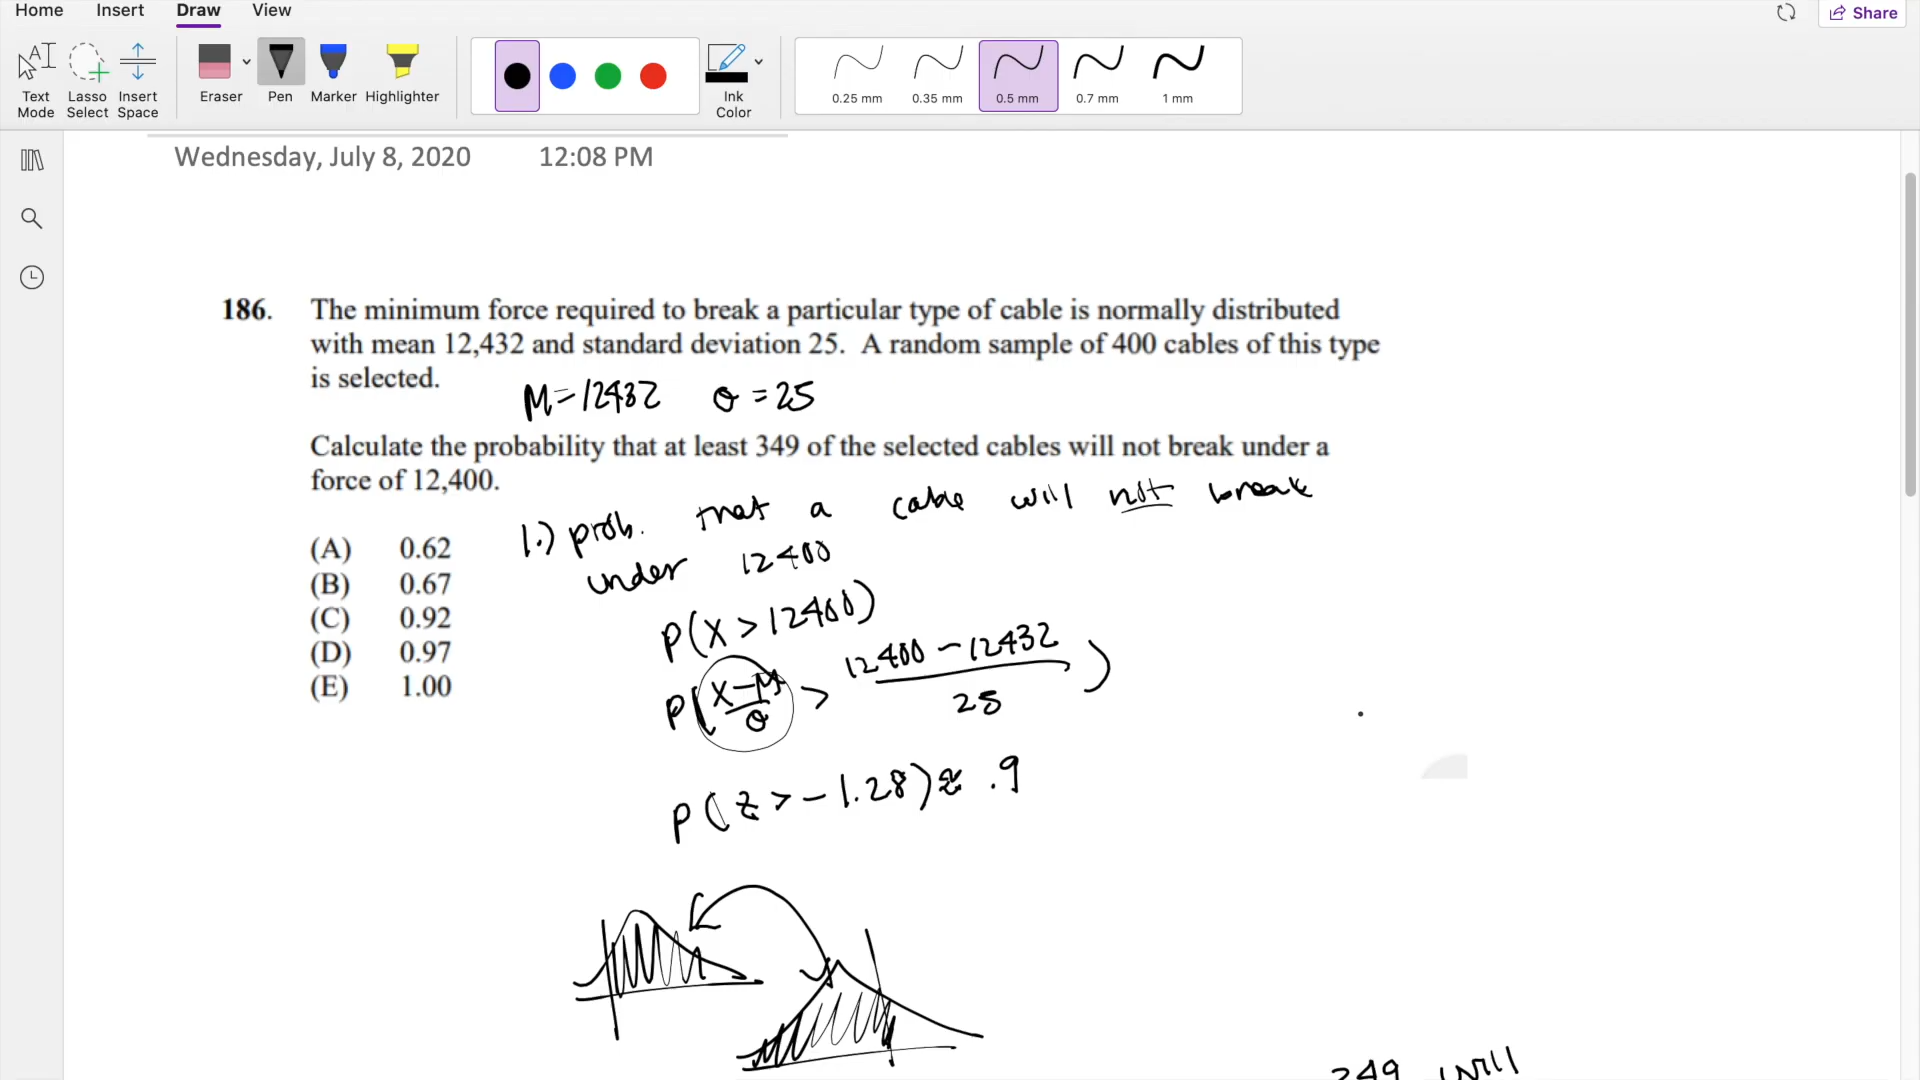 Home Insert Draw View Share
Text Mode Lasso Select Insert Space Eraser Pen Marker Highlighter Ink Color 0.25 mm 0.35 mm 0.5 mm 0.7 mm 1 mm
Wednesday, July 8, 2020 12:08 PM
186. The minimum force required to break a particular type of cable is normally distributed
with mean 12,432 and standard deviation 25. A random sample of 400 cables of this type
is selected.
M=12432 σ=25
Calculate the probability that at least 349 of the selected cables will not break under a
force of 12,400.
1.) prob. that a cable will not break
under 12400
(A) 0.62
(B) 0.67
(C) 0.92
(D) 0.97
(E) 1.00
P(X > 12400)
P(X-M/σ > 12400-12432/25)
P(Z > -1.28) ≈ .9
349 will